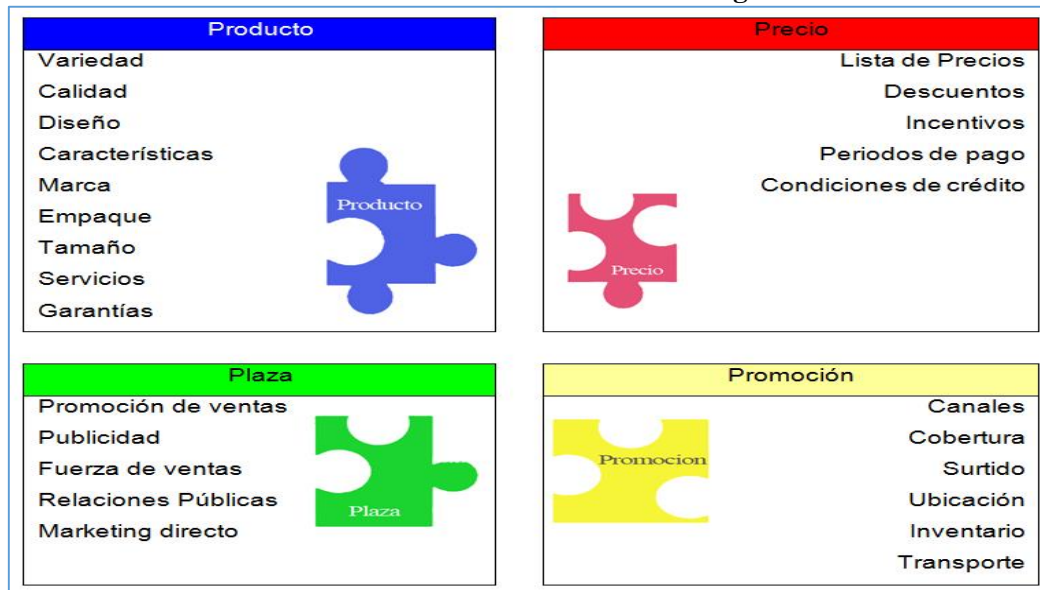 Producto
Variedad
Calidad
Diseño
Características
Marca
Empaque
Tamaño
Servicios
Garantías
Producto
Precio
Lista de Precios
Descuentos
Incentivos
Periodos de pago
Condiciones de crédito
Precio
Plaza
Promoción de ventas
Publicidad
Fuerza de ventas
Relaciones Públicas
Marketing directo
Plaza
Promoción
Canales
Cobertura
Surtido
Ubicación
Inventario
Transporte
Promocion